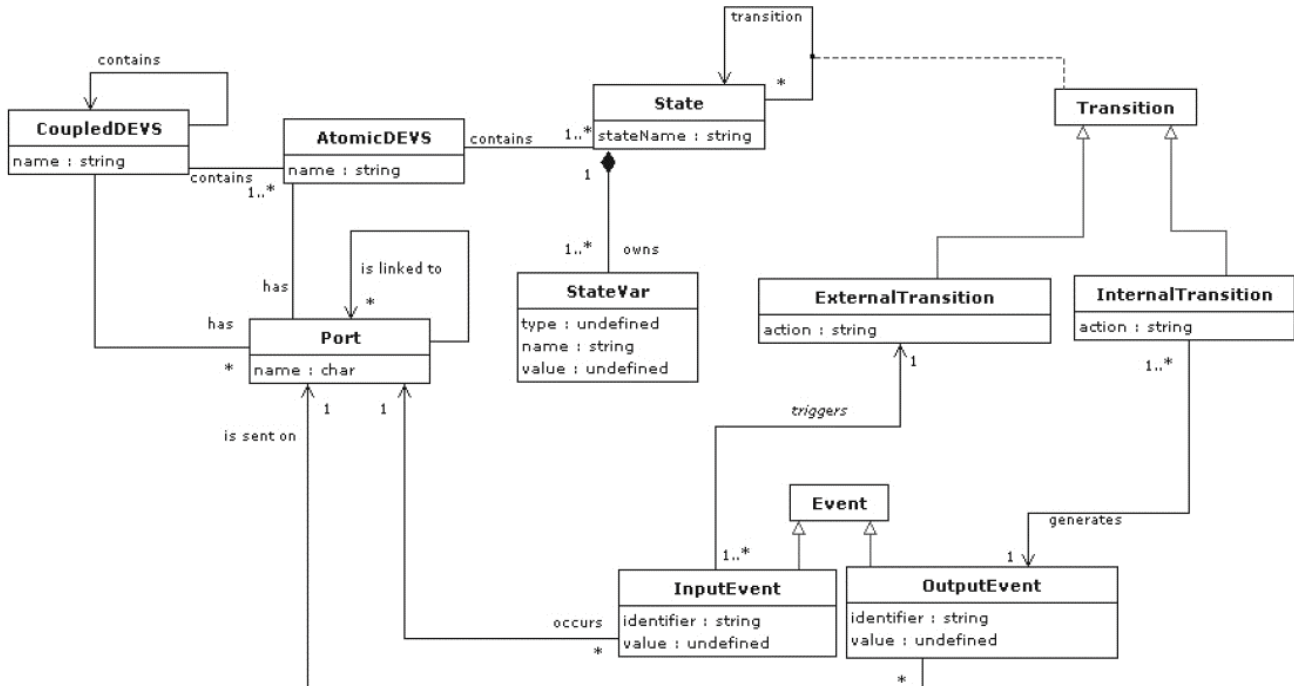 transition
contains
*
State
Transition
CoupledDEVS
AtomicDEVS
contains
1..*
stateName : string
name : string
contains
name : string
1..*
1
1..*
owns
is linked to
StateVar
ExternalTransition
InternalTransition
has
*
type : undefined
action : string
action : string
has
Port
name : string
*
name : char
value : undefined
1
1..*
1
1
triggers
is sent on
Event
generates
1..*
1
InputEvent
OutputEvent
identifier : string
identifier : string
occurs
value : undefined
value : undefined
*
*